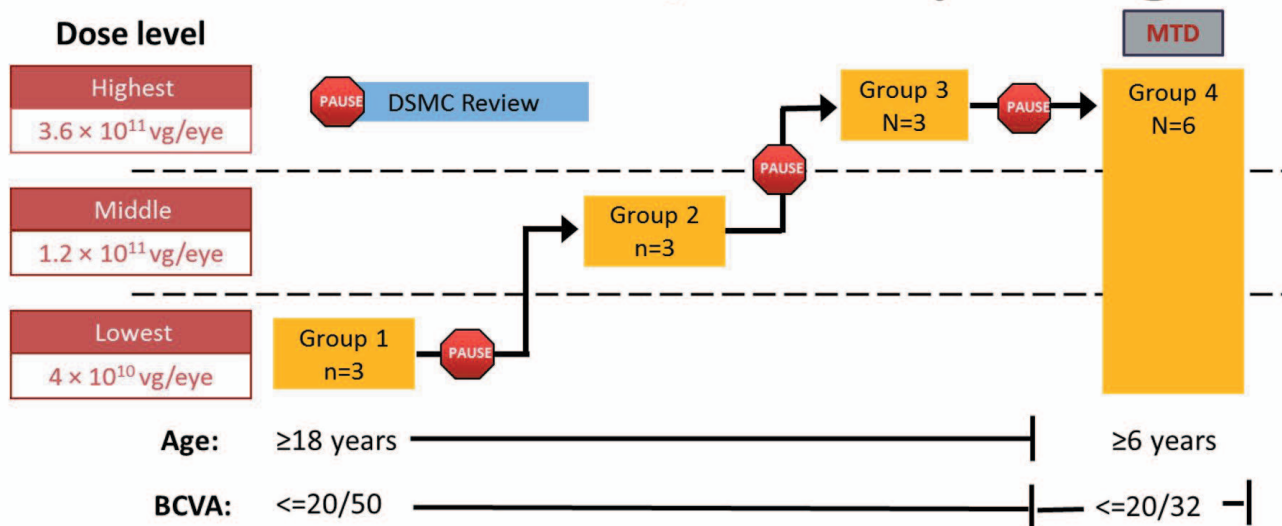 Dose level
MTD
Highest
3.6 × 10¹¹ vg/eye
PAUSE DSMC Review
Group 3
N=3
PAUSE
Group 4
N=6
PAUSE
Middle
1.2 × 10¹¹ vg/eye
Group 2
n=3
Lowest
4 × 10¹⁰ vg/eye
Group 1
n=3
PAUSE
Age: ≥18 years ≥6 years
BCVA: <=20/50 <=20/32